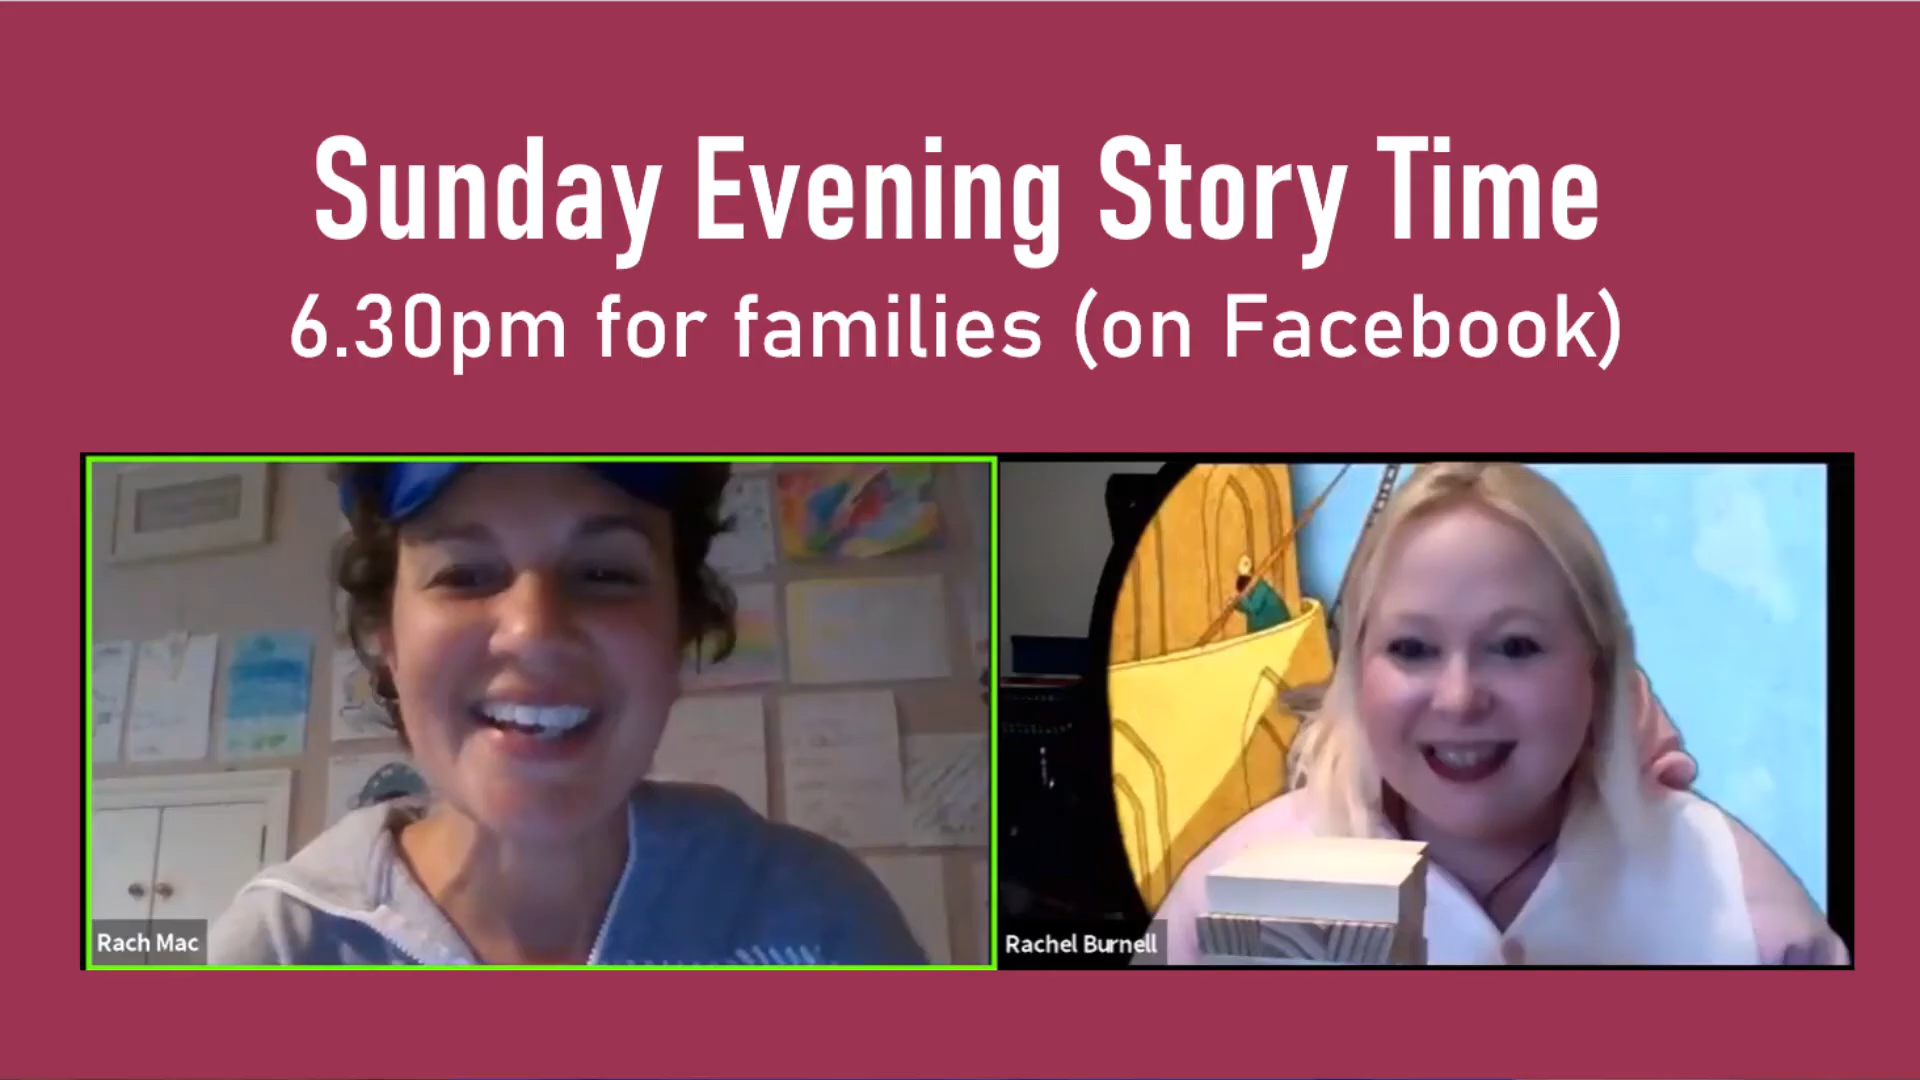 Sunday Evening Story Time
6.30pm for families (on Facebook)
Rach Mac
Rachel Burnell